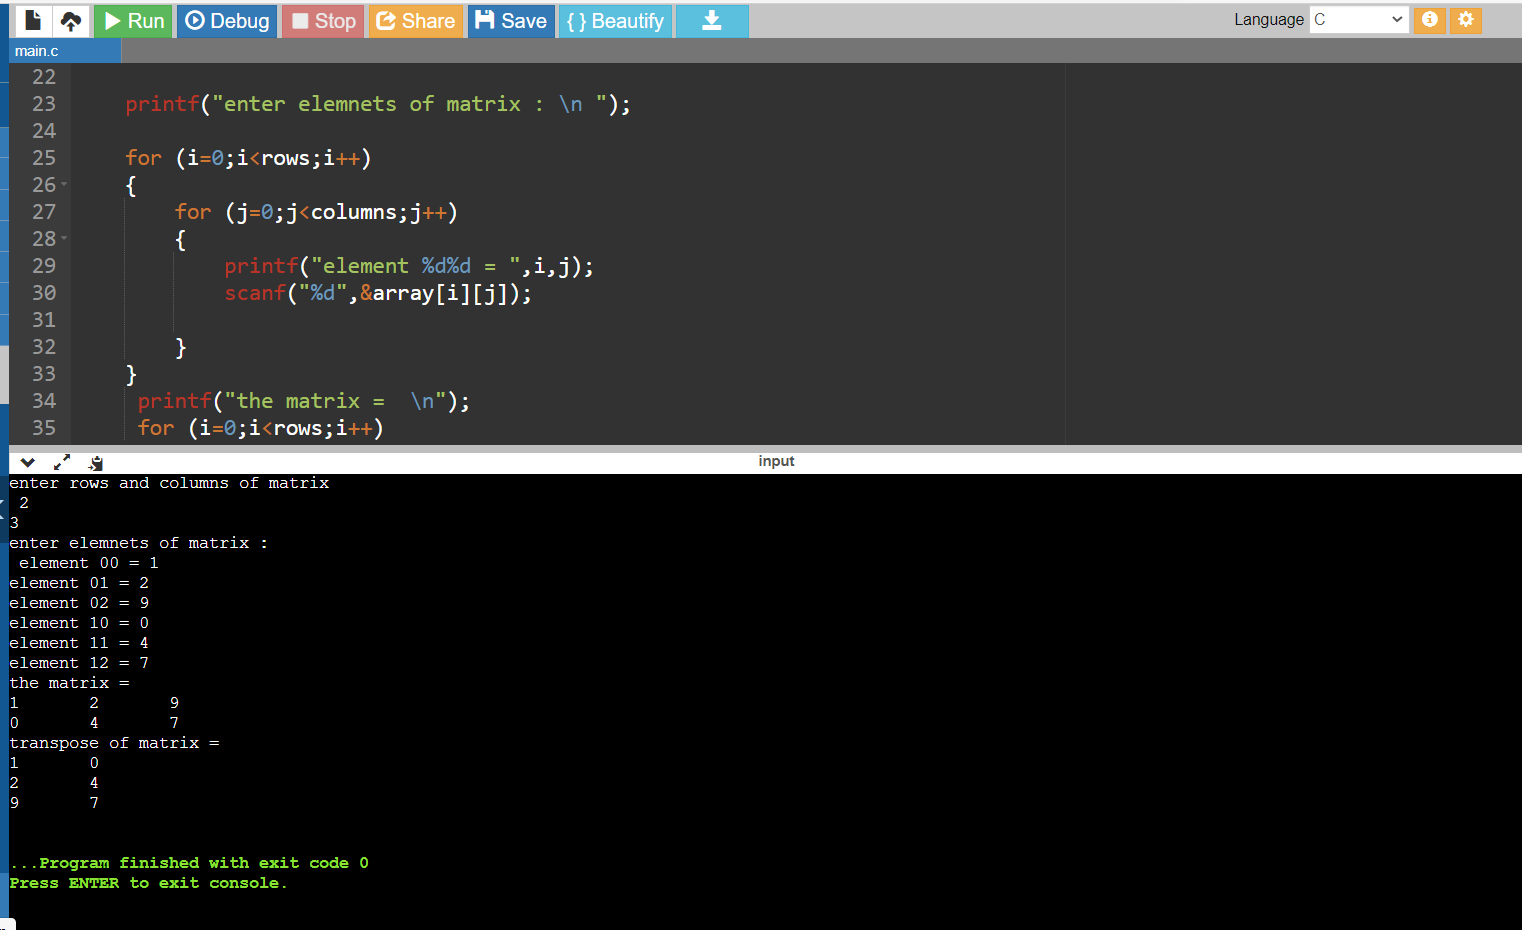 Run Debug Stop Share Save { } Beautify Language C
main.c
22
23 printf("enter elemnets of matrix : \n ");
24
25 for (i=0;i<rows;i++)
26 {
27 for (j=0;j<columns;j++)
28 {
29 printf("element %d%d = ",i,j);
30 scanf("%d",&array[i][j]);
31
32 }
33 }
34 printf("the matrix =  \n");
35 for (i=0;i<rows;i++)
input
enter rows and columns of matrix
2
3
enter elemnets of matrix :
element 00 = 1
element 01 = 2
element 02 = 9
element 10 = 0
element 11 = 4
element 12 = 7
the matrix =
1 2 9
0 4 7
transpose of matrix =
1 0
2 4
9 7
...Program finished with exit code 0
Press ENTER to exit console.